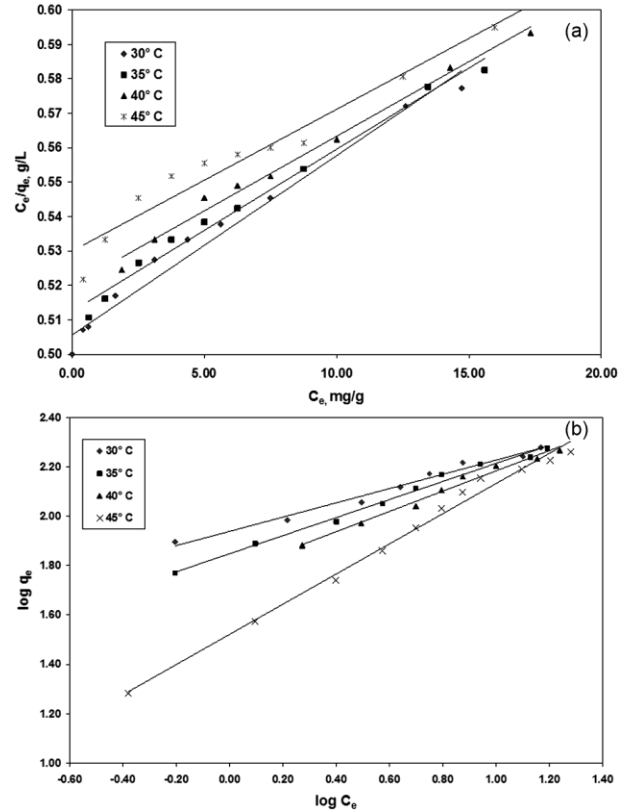 (a)
30° C
35° C
40° C
45° C
Ce/qe, g/L
0.60
0.59
0.58
0.57
0.56
0.55
0.54
0.53
0.52
0.51
0.50
0.00 5.00 10.00 15.00 20.00
Ce, mg/g
(b)
30° C
35° C
40° C
45° C
log qe
2.40
2.20
2.00
1.80
1.60
1.40
1.20
1.00
-0.60 -0.40 -0.20 0.00 0.20 0.40 0.60 0.80 1.00 1.20 1.40
log Ce